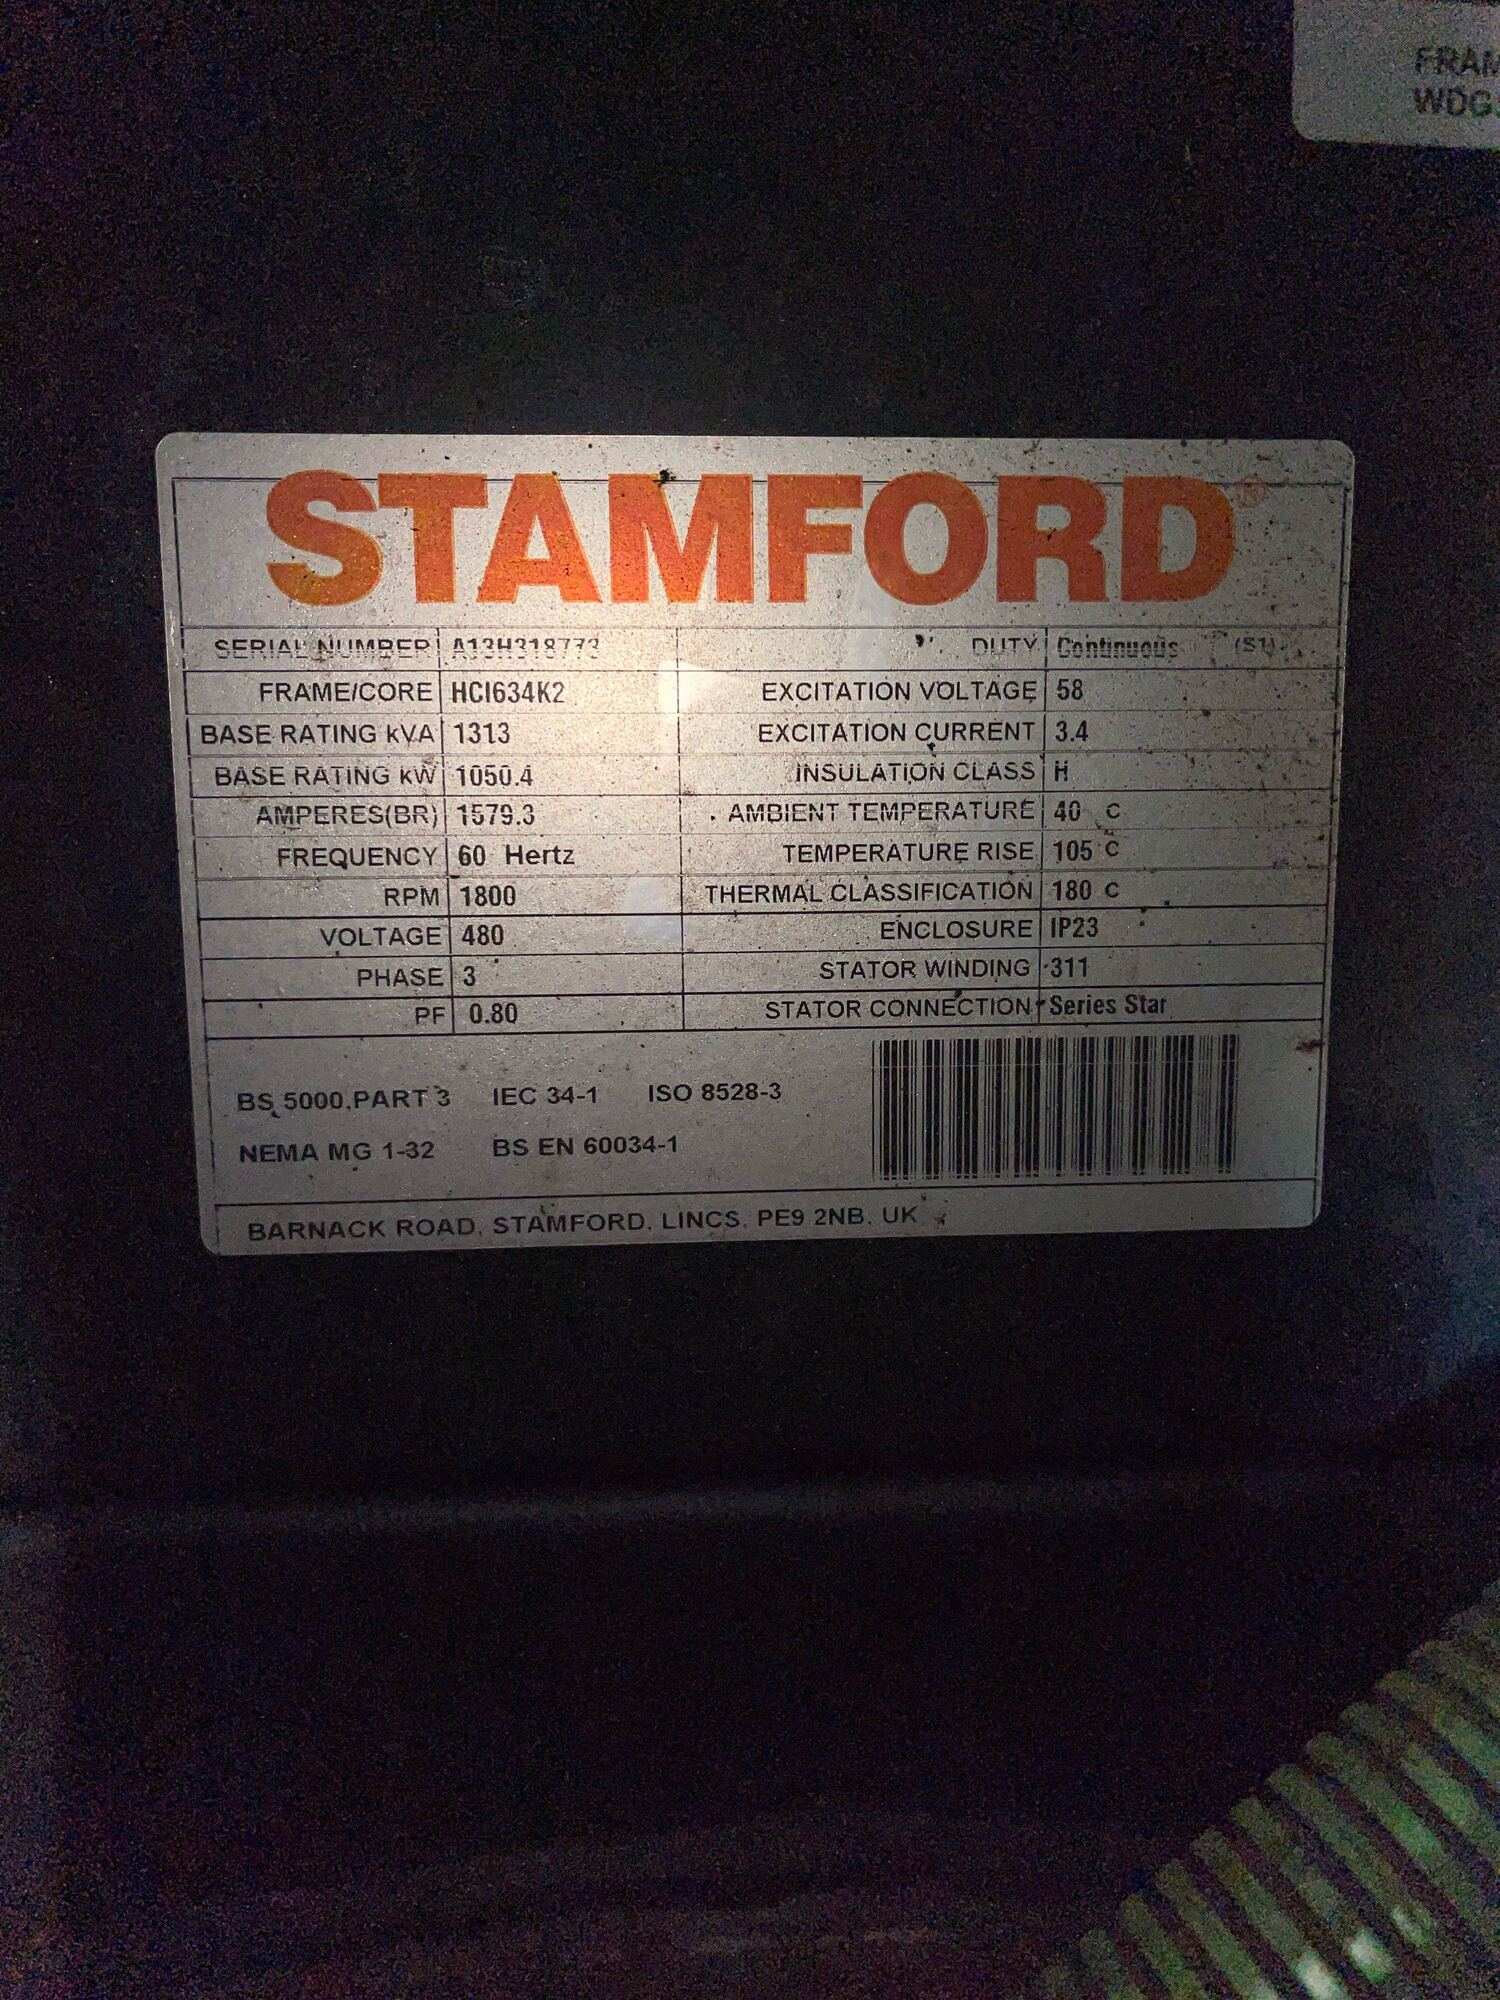 FRAM
WDG
STAMFORD®
SERIAL NUMBER A13H318773 DUTY Continuous (S1)
FRAME/CORE HCI634K2 EXCITATION VOLTAGE 58
BASE RATING kVA 1313 EXCITATION CURRENT 3.4
BASE RATING kW 1050.4 INSULATION CLASS H
AMPERES(BR) 1579.3 AMBIENT TEMPERATURE 40 C
FREQUENCY 60 Hertz TEMPERATURE RISE 105 C
RPM 1800 THERMAL CLASSIFICATION 180 C
VOLTAGE 480 ENCLOSURE IP23
PHASE 3 STATOR WINDING 311
PF 0.80 STATOR CONNECTION Series Star
BS 5000,PART 3 IEC 34-1 ISO 8528-3
NEMA MG 1-32 BS EN 60034-1
BARNACK ROAD, STAMFORD, LINCS. PE9 2NB. UK